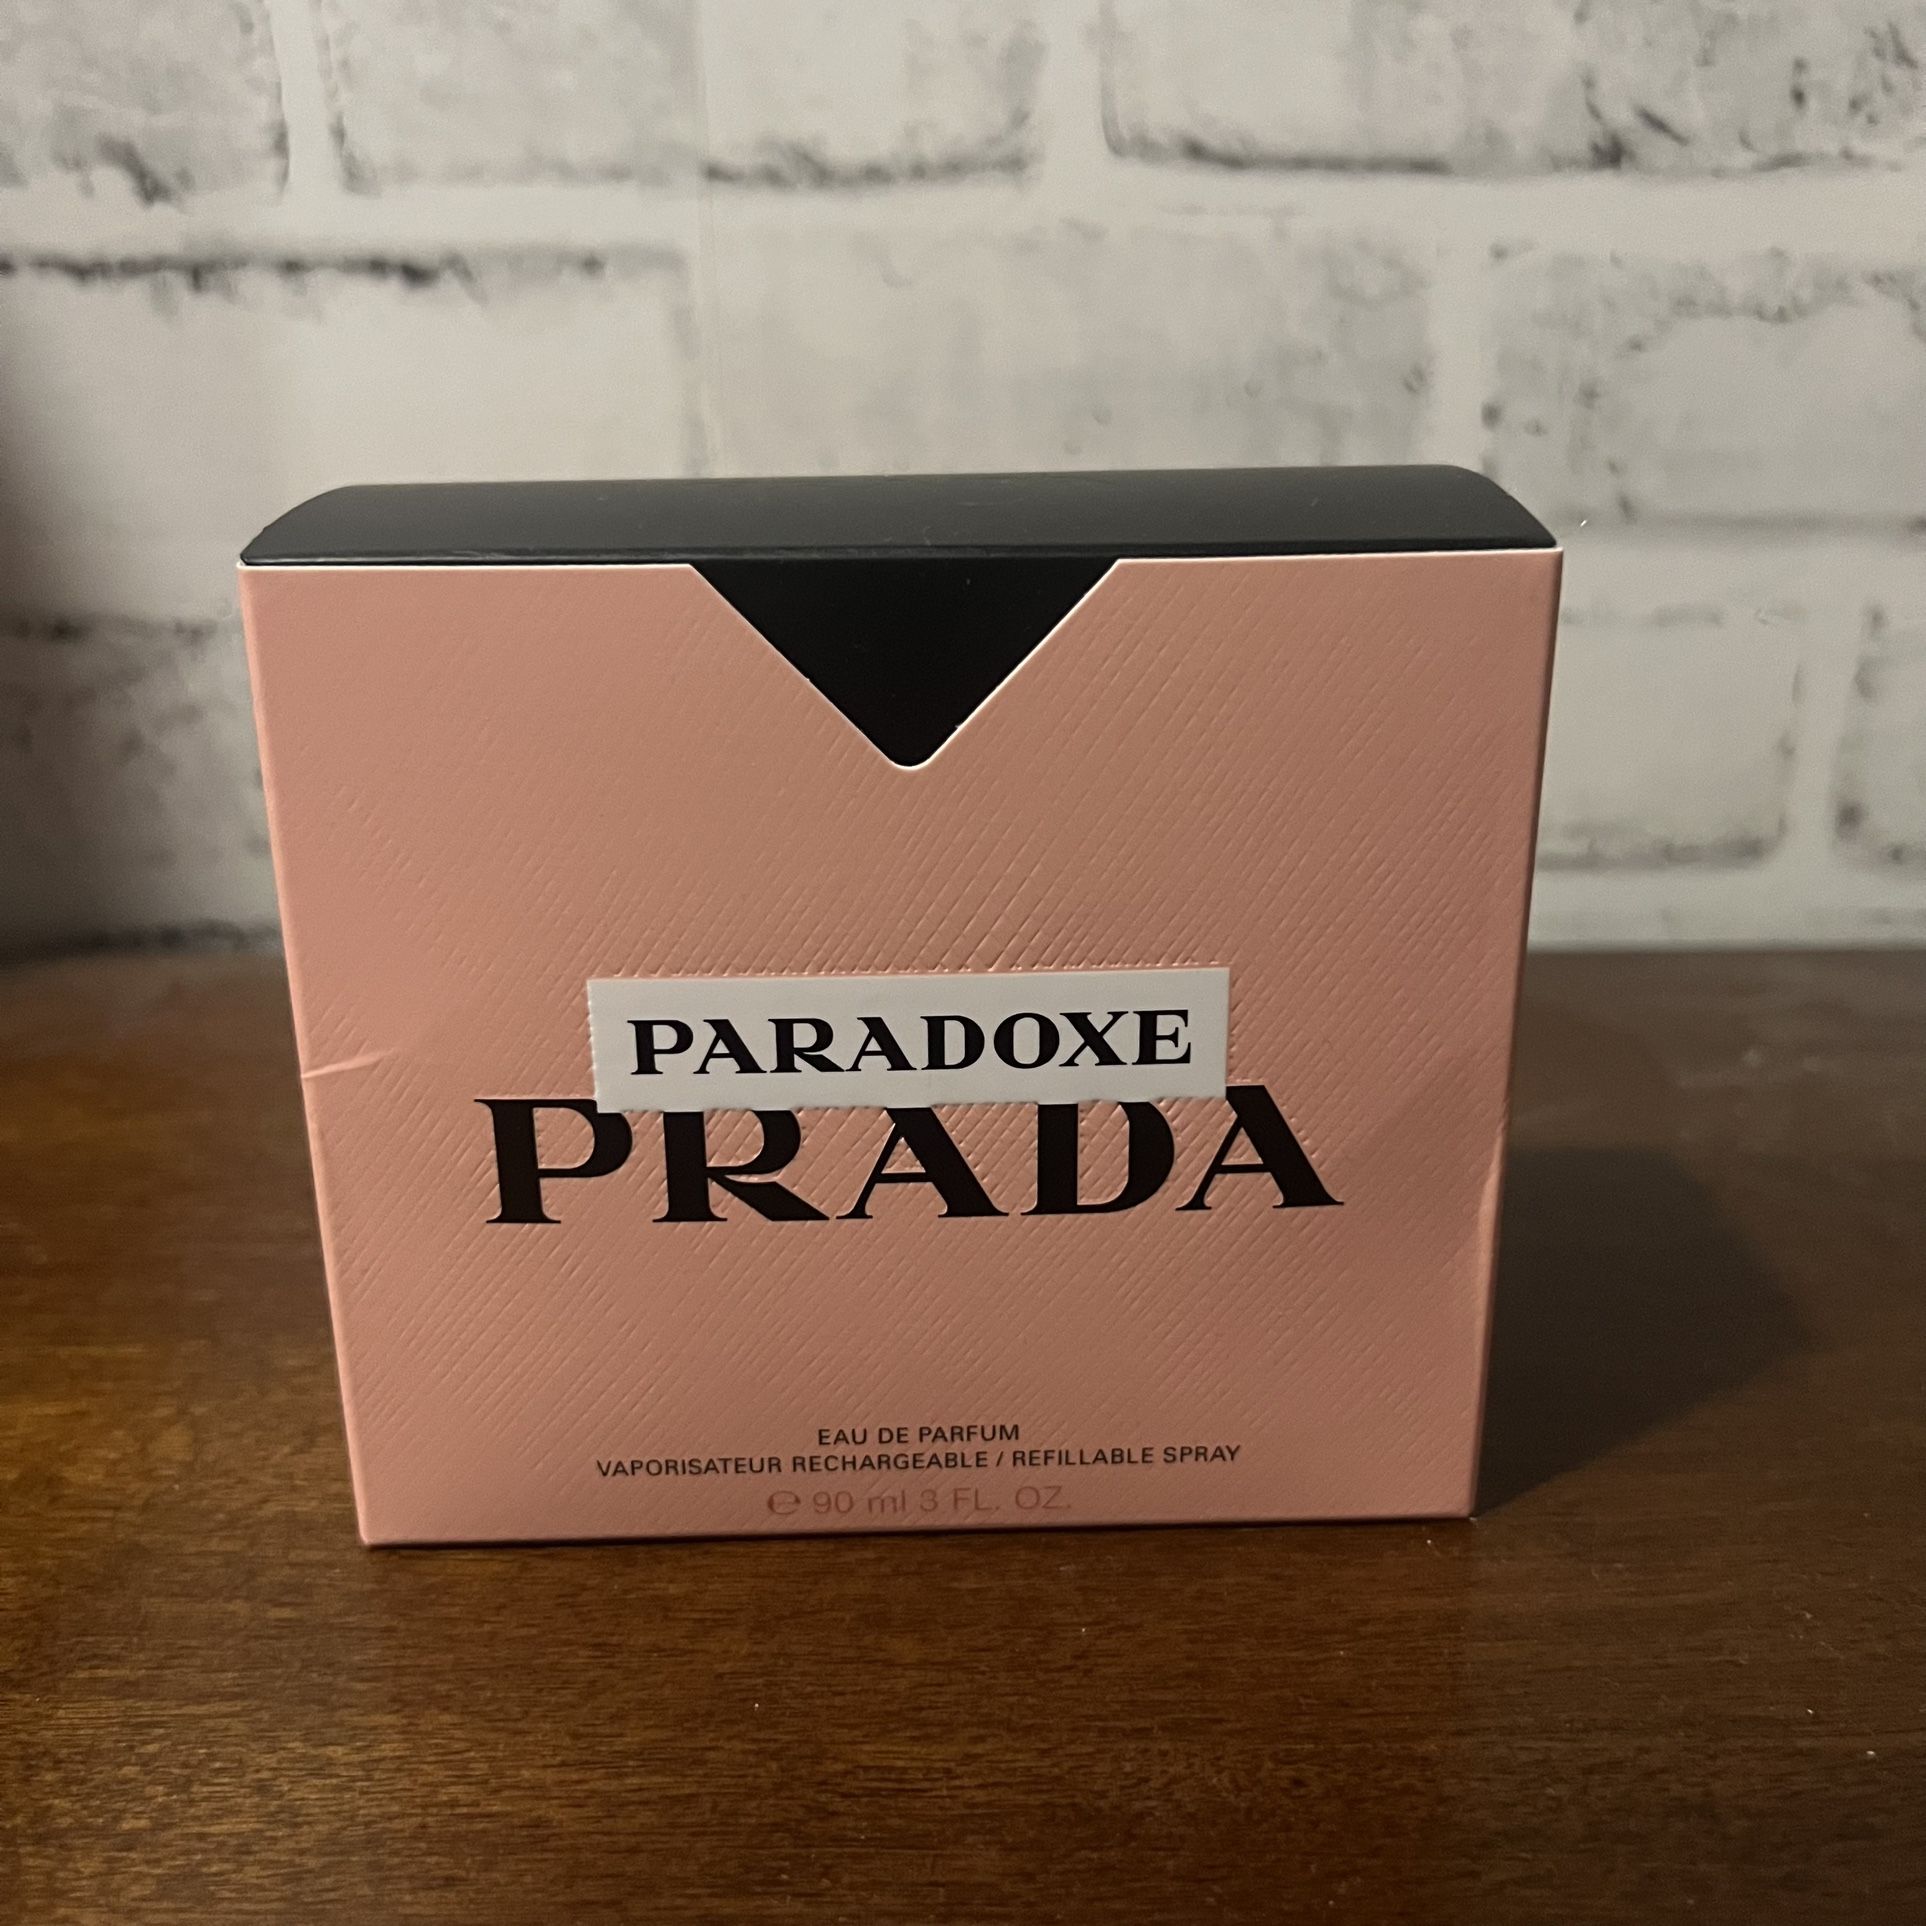 PARADOXE
PRADA
EAU DE PARFUM
VAPORISATEUR RECHARGEABLE / REFILLABLE SPRAY
℮ 90 ml 3 FL. OZ.